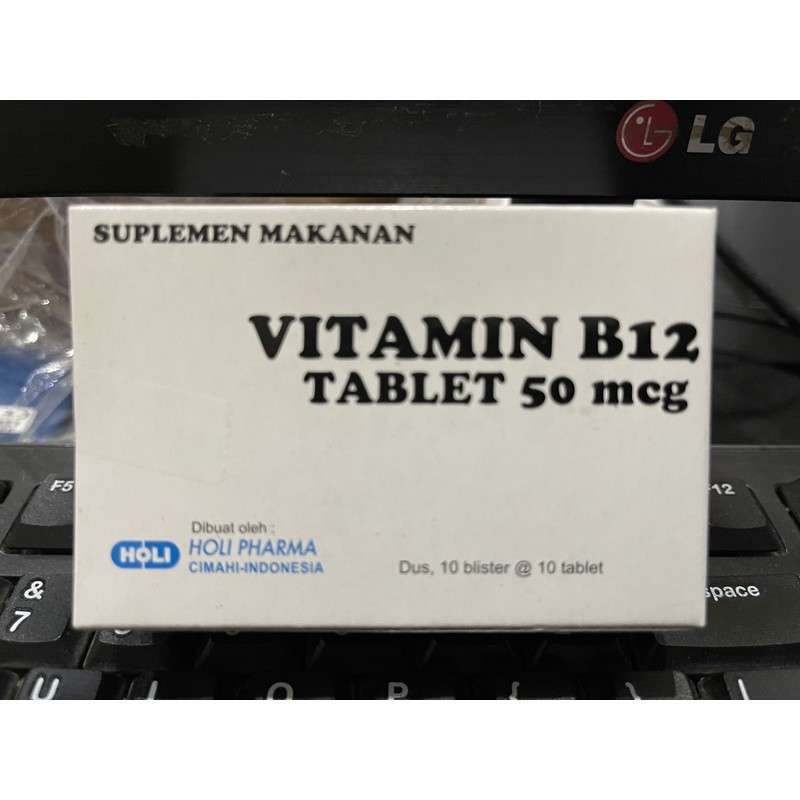 LG
SUPLEMEN MAKANAN
VITAMIN B12
TABLET 50 mcg
Dibuat oleh :
HOLI
HOLI PHARMA
CIMAHI-INDONESIA
Dus, 10 blister @ 10 tablet
F5
F12
&
7
space
U
I
O
P
{
}